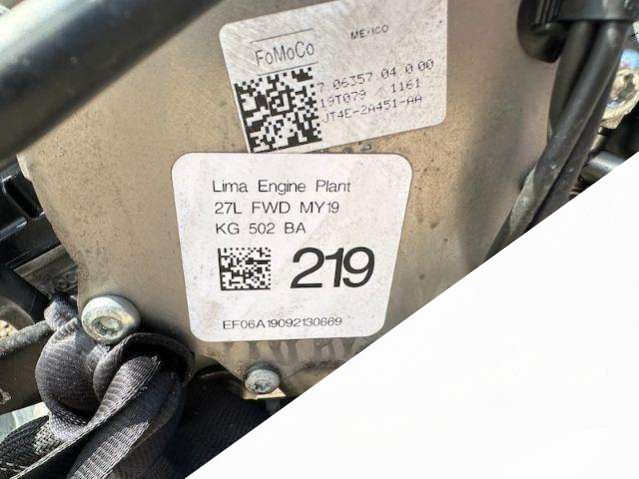 FoMoCo
MEXICO
7 06357 04 0 00
19T079 1161
JT4E-2A451-AA
Lima Engine Plant
27L FWD MY19
KG 502 BA
219
EF06A19092130669